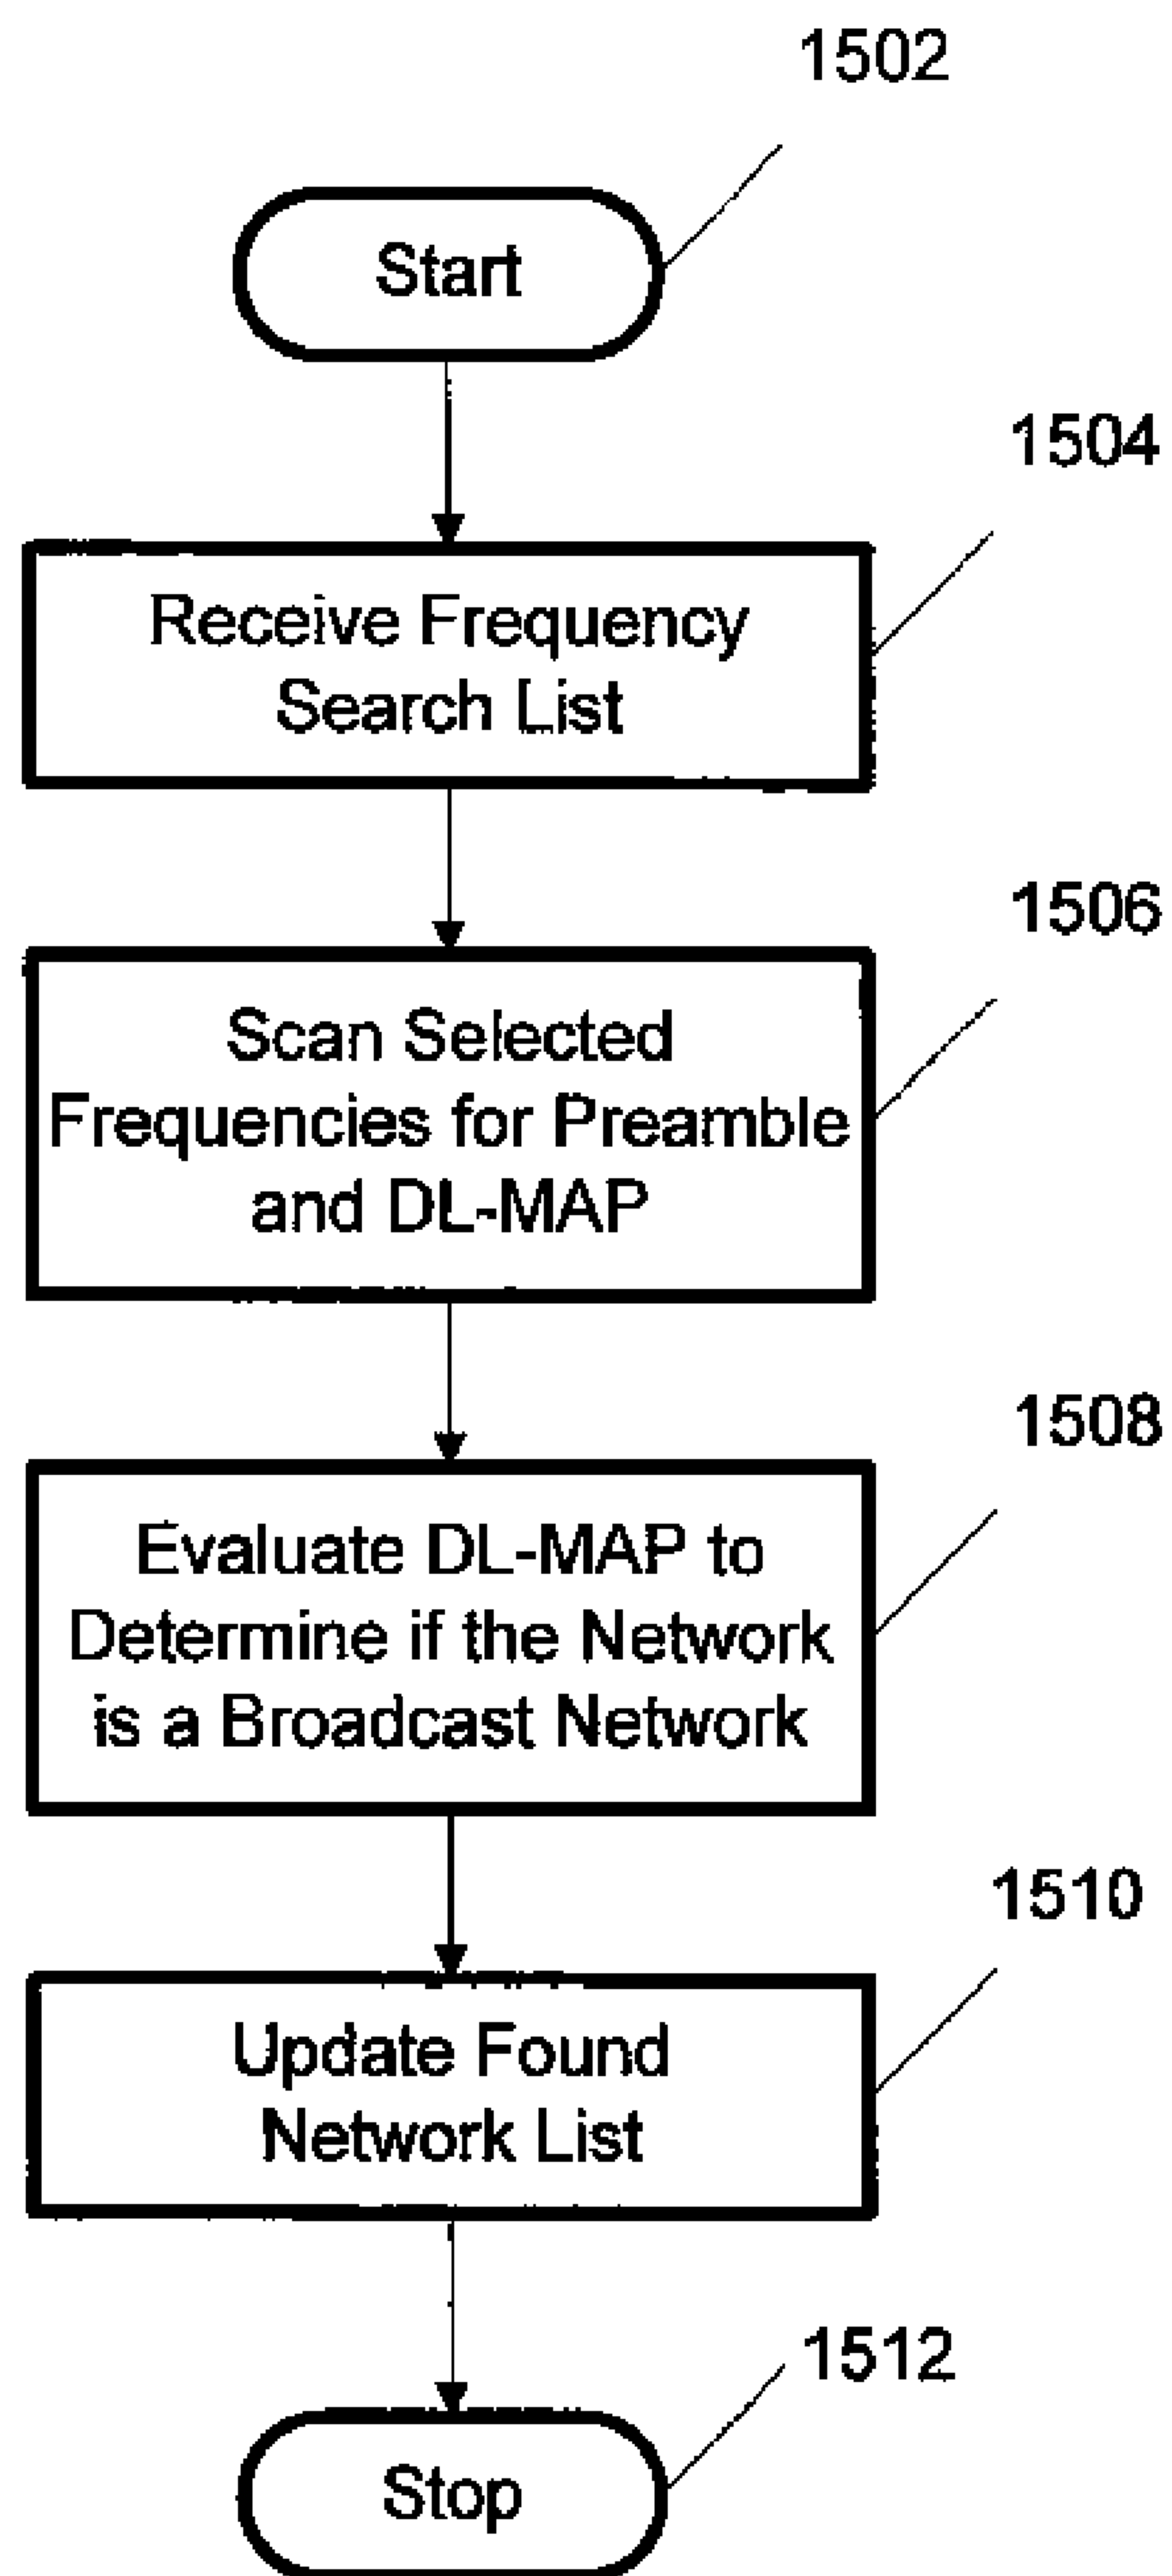 1502
Start
1504
Receive Frequency
Search List
1506
Scan Selected
Frequencies for Preamble
and DL-MAP
1508
Evaluate DL-MAP to
Determine if the Network
is a Broadcast Network
1510
Update Found
Network List
1512
Stop